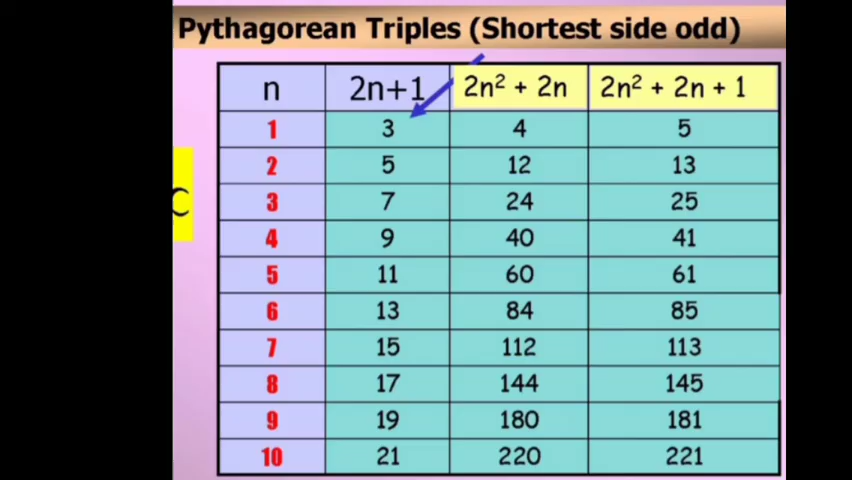 Pythagorean Triples (Shortest side odd)
n 2n+1 2n² + 2n 2n² + 2n + 1
1 3 4 5
2 5 12 13
3 7 24 25
4 9 40 41
5 11 60 61
6 13 84 85
7 15 112 113
8 17 144 145
9 19 180 181
10 21 220 221